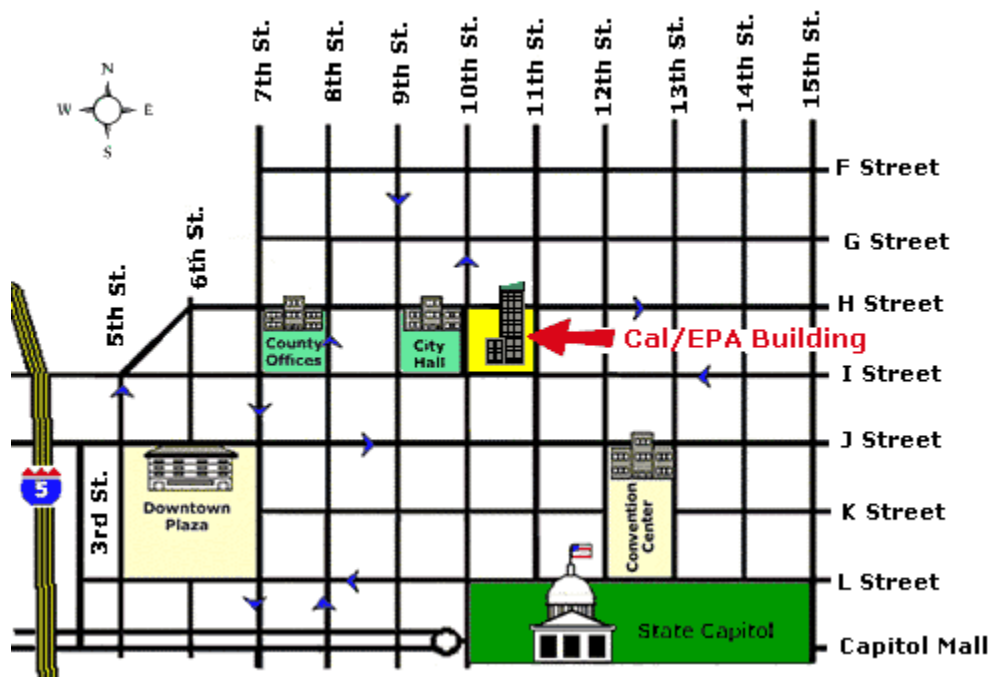 7th St.
8th St.
9th St.
10th St.
11th St.
12th St.
13th St.
14th St.
15th St.
N
W E
S
F Street
6th St.
G Street
5th St.
H Street
County
Offices
City
Hall
Cal/EPA Building
I Street
J Street
5
3rd St.
Downtown
Plaza
Convention
Center
K Street
L Street
State Capitol
Capitol Mall